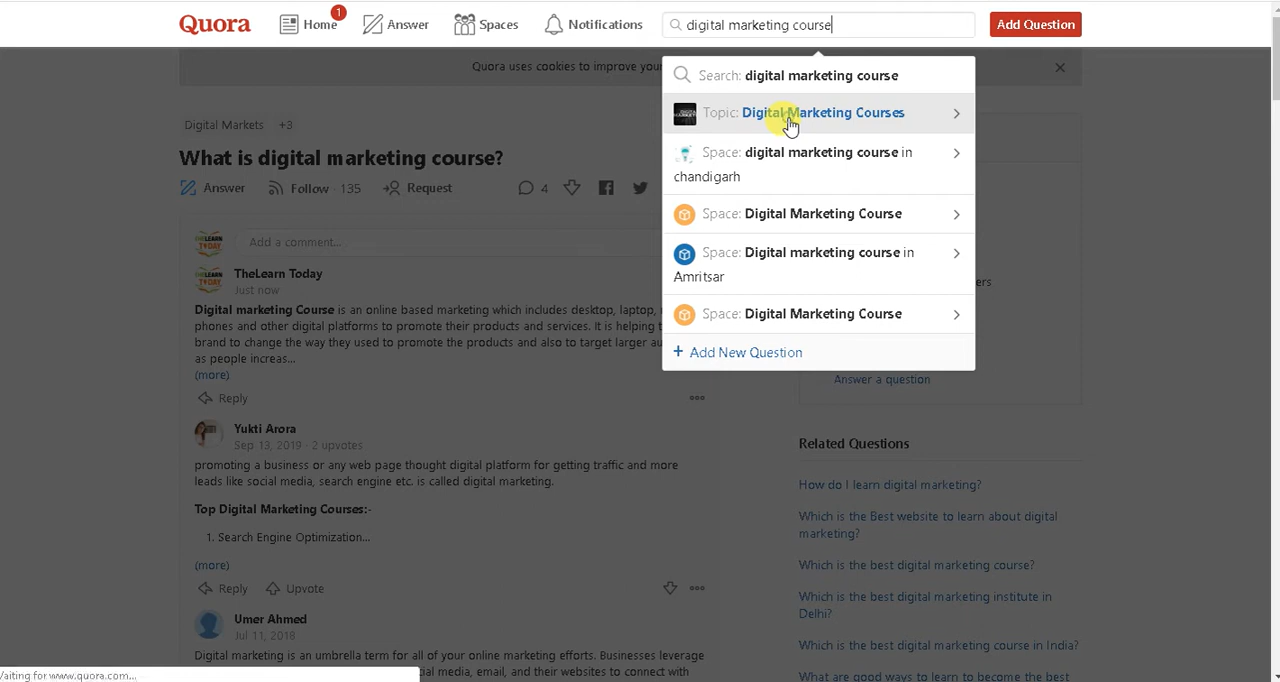 Quora
Home
1
Answer
Spaces
Notifications
digital marketing course
Add Question
Quora uses cookies to improve your
Search: digital marketing course
Topic: Digital Marketing Courses
Space: digital marketing course in
chandigarh
Space: Digital Marketing Course
Space: Digital marketing course in
Amritsar
Space: Digital Marketing Course
+ Add New Question
Digital Markets +3
What is digital marketing course?
Answer Follow · 135 Request 4
Add a comment...
TheLearn Today
Just now
Digital marketing Course is an online based marketing which includes desktop, laptop,
phones and other digital platforms to promote their products and services. It is helping
brand to change the way they used to promote the products and also to target larger
as people increas...
(more)
Reply
Yukti Arora
Sep 13, 2019 · 2 upvotes
promoting a business or any web page thought digital platform for getting traffic and more
leads like social media, search engine etc. is called digital marketing.
Top Digital Marketing Courses:-
1. Search Engine Optimization...
(more)
Reply Upvote
Umer Ahmed
Jul 11, 2018
Digital marketing is an umbrella term for all of your online marketing efforts. Businesses leverage
social media, email, and their websites to connect with
Answer a question
Related Questions
How do I learn digital marketing?
Which is the Best website to learn about digital
marketing?
Which is the best digital marketing course?
Which is the best digital marketing institute in
Delhi?
Which is the best digital marketing course in India?
What are good ways to learn to become the best
for www.quora.com...